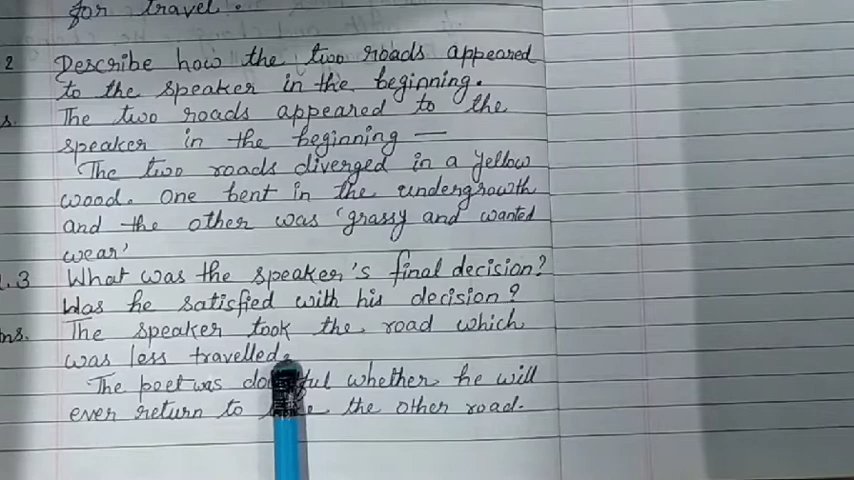 for travel.
2 Describe how the two roads appeared
to the speaker in the beginning.
s. The two roads appeared to the
speaker in the beginning —
'The two roads diverged in a yellow
wood. One bent in the undergrowth
and the other was 'grassy and wanted
wear'
.3 What was the speaker's final decision?
Was he satisfied with his decision?
ns. The speaker took the road which
was less travelled.
The poet was whether he will
ever return to the other road.